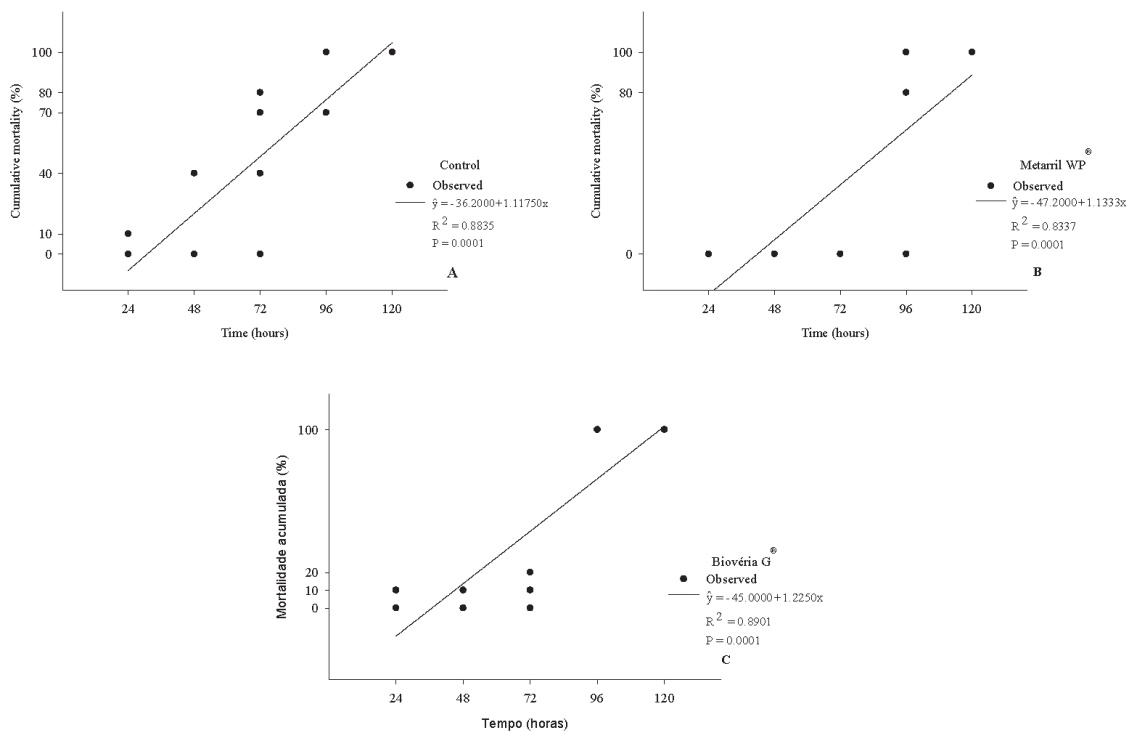 Cumulative mortality (%)
100
80
70
40
10
0
24 48 72 96 120
Time (hours)
Control
Observed
ŷ = -36.2000+1.11750x
R² = 0.8835
P = 0.0001
A
Cumulative mortality (%)
100
80
0
24 48 72 96 120
Time (hours)
Metarril WP®
Observed
ŷ = -47.2000+1.1333x
R² = 0.8337
P = 0.0001
B
Mortalidade acumulada (%)
100
20
10
0
24 48 72 96 120
Tempo (horas)
Biovéria G®
Observed
ŷ = -45.0000+1.2250x
R² = 0.8901
P = 0.0001
C